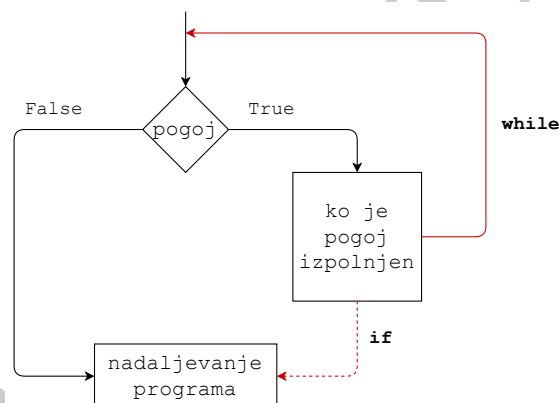 False
True
pogoj
while
ko je
pogoj
izpolnjen
if
nadaljevanje
programa